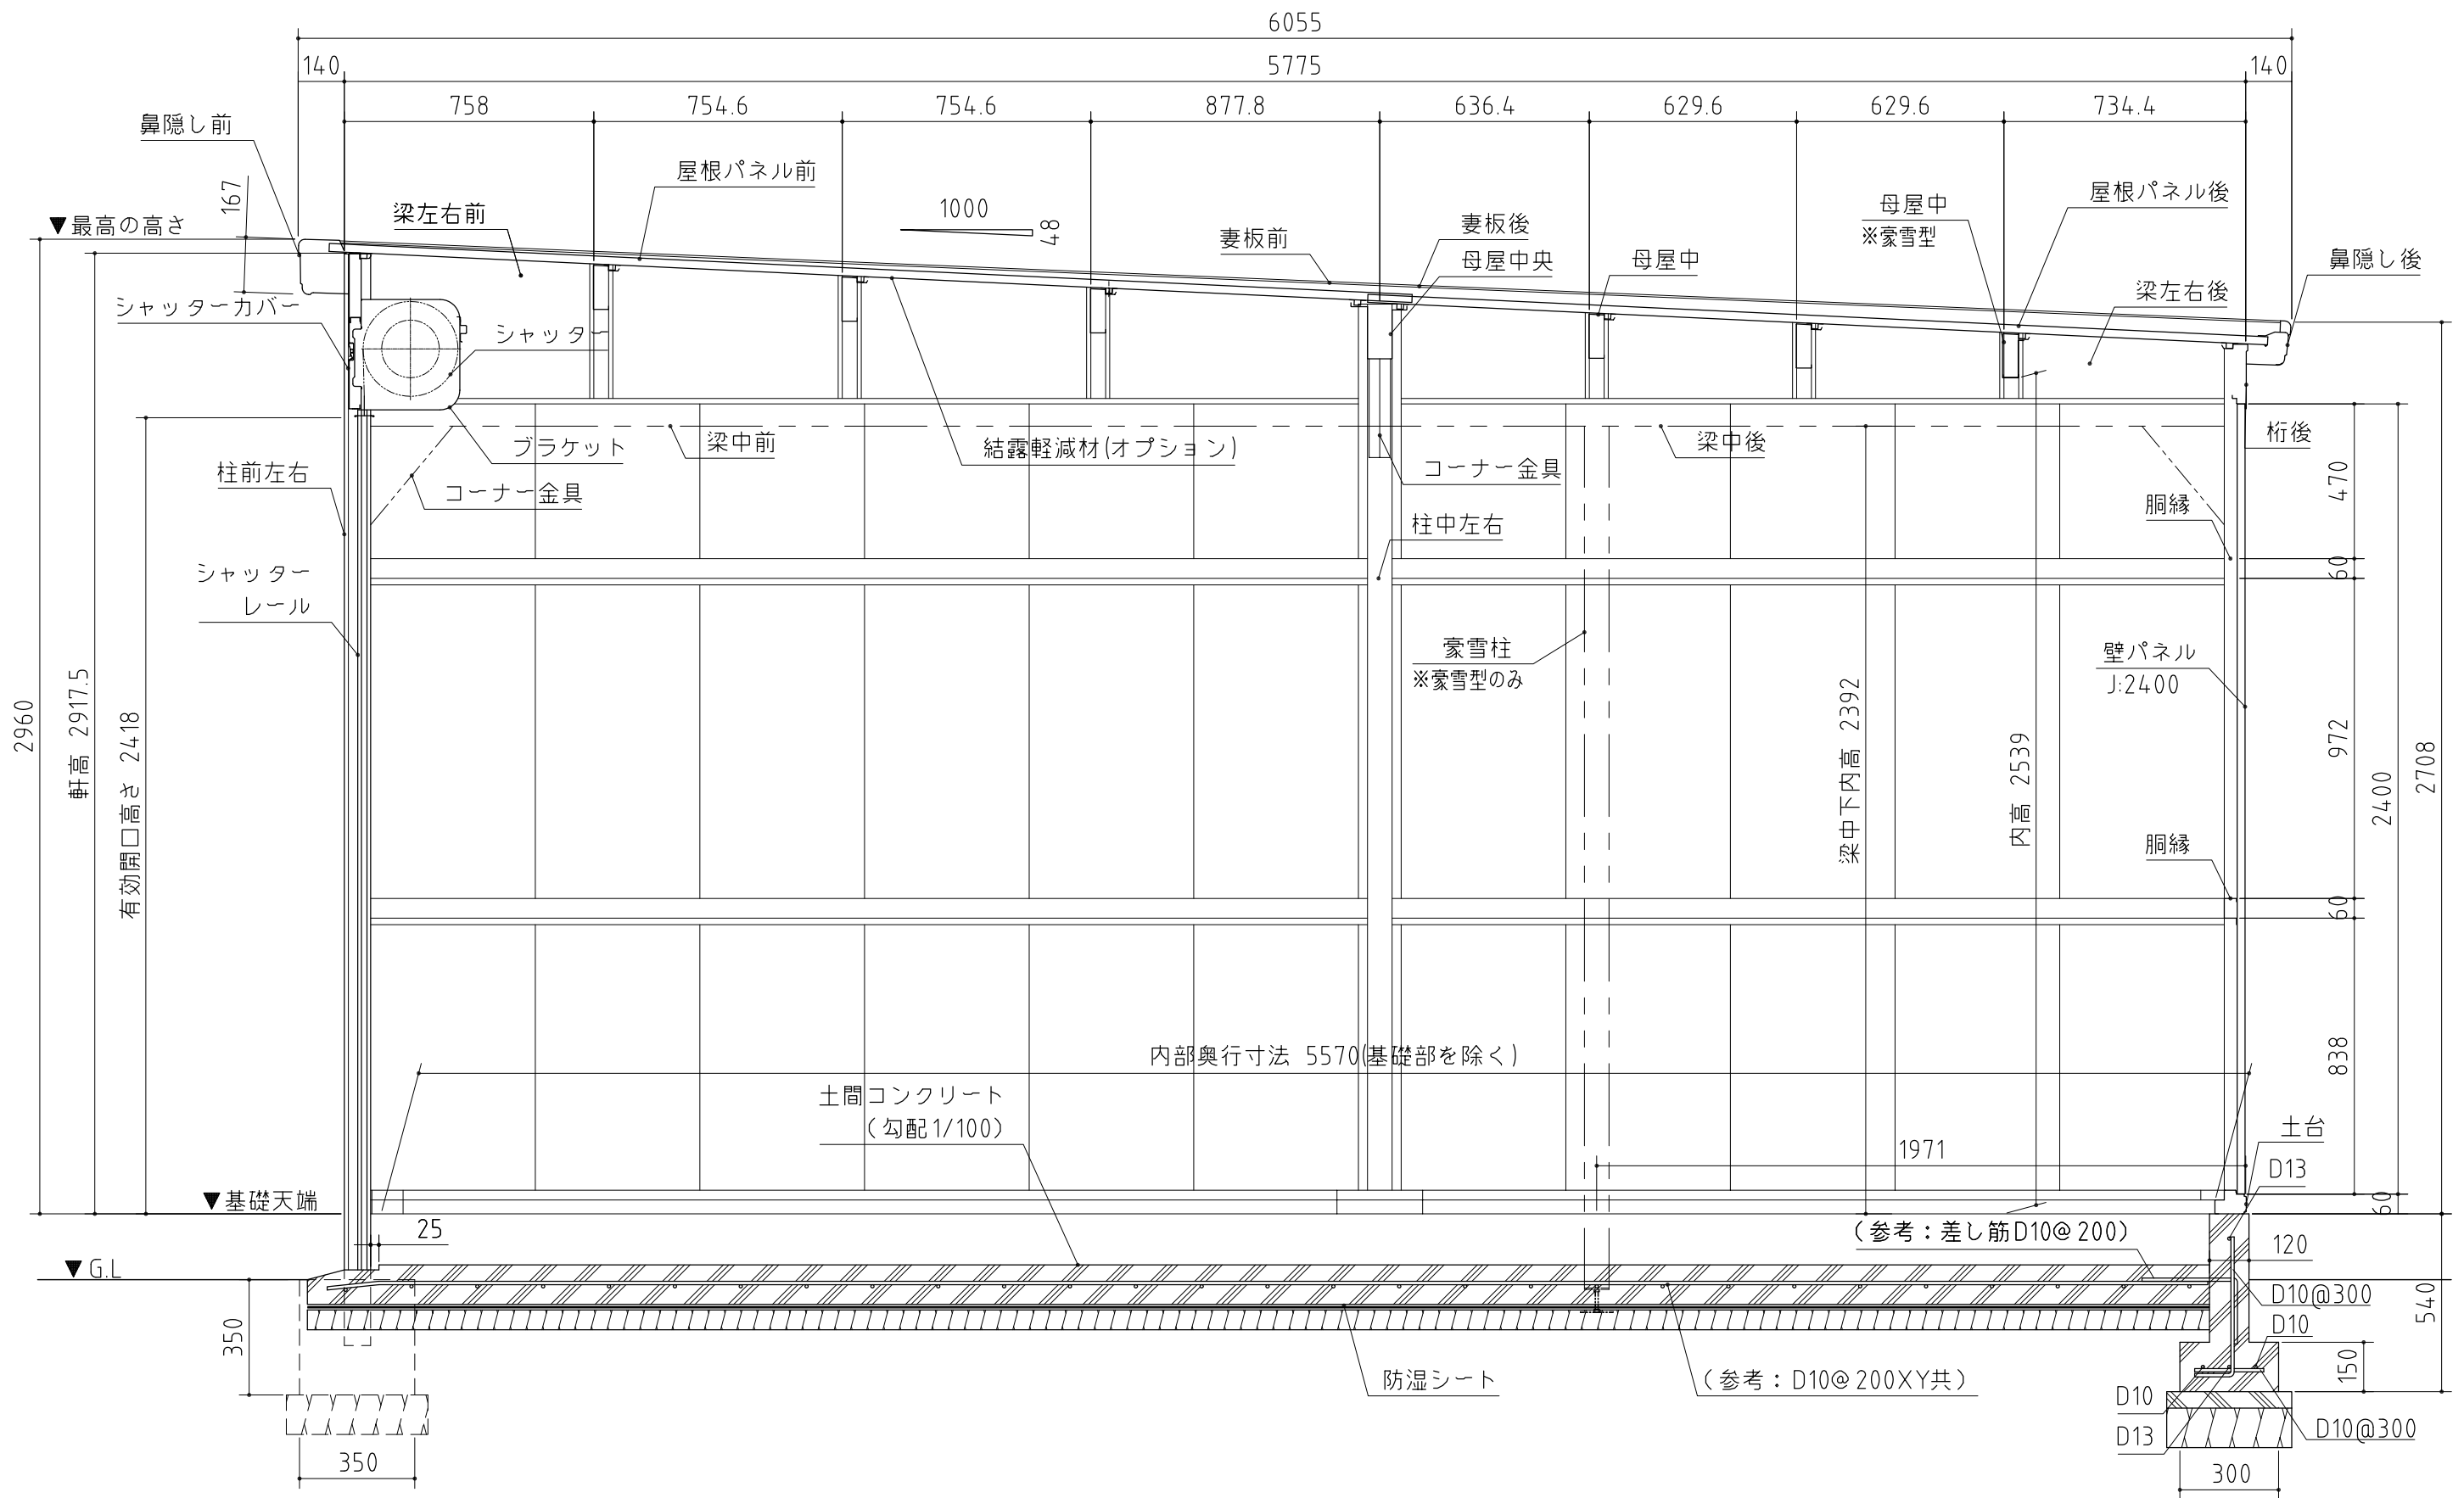 6055
140
5775
140
758
754.6
754.6
877.8
636.4
629.6
629.6
734.4
鼻隠し前
屋根パネル前
167
梁左右前
1000
48
母屋中
※豪雪型
屋根パネル後
▼最高の高さ
妻板前
妻板後
母屋中央
母屋中
鼻隠し後
シャッターカバー
シャッター
梁左右後
ブラケット
梁中前
結露軽減材(オプション)
梁中後
桁後
柱前左右
コーナー金具
コーナー金具
470
胴縁
柱中左右
シャッター
レール
60
豪雪柱
※豪雪型のみ
壁パネル
J:2400
2960
軒高 2917.5
有効開口高さ 2418
梁中下内高 2392
内高 2539
972
2400
2708
胴縁
60
内部奥行寸法 5570(基礎部を除く)
838
土間コンクリート
(勾配1/100)
1971
土台
D13
▼基礎天端
60
25
(参考：差し筋D10@200)
120
▼G.L
D10@300
350
D10
540
防湿シート
(参考：D10@200XY共)
150
D10
D13
D10@300
350
300